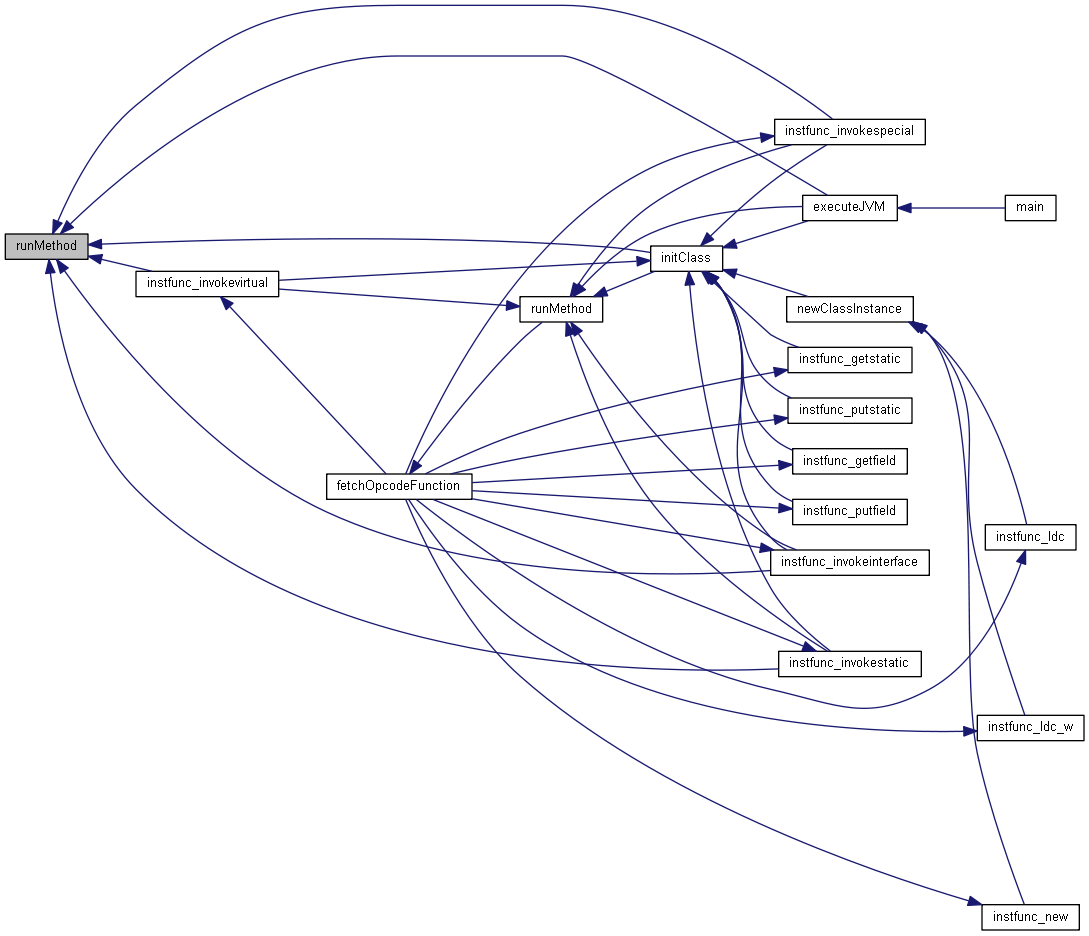 instfunc_invokespecial
executeJVM
main
runMethod
initClass
instfunc_invokevirtual
runMethod
newClassInstance
instfunc_getstatic
instfunc_putstatic
instfunc_getfield
fetchOpcodeFunction
instfunc_putfield
instfunc_ldc
instfunc_invokeinterface
instfunc_invokestatic
instfunc_ldc_w
instfunc_new